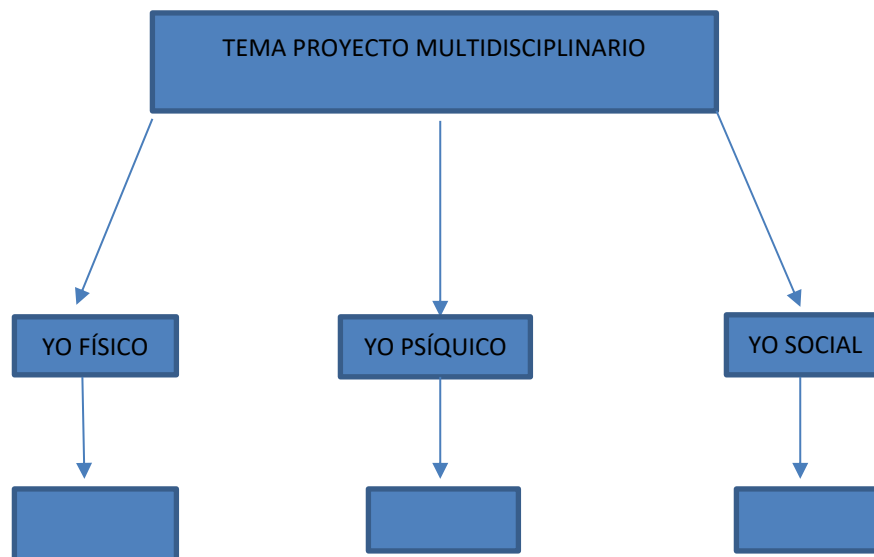 TEMA PROYECTO MULTIDISCIPLINARIO
YO FÍSICO
YO PSÍQUICO
YO SOCIAL